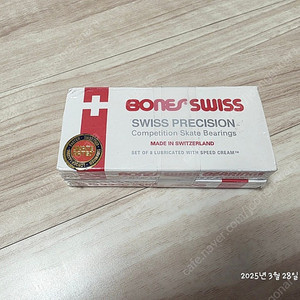 BONES SWISS
SWISS PRECISION
Competition Skate Bearings
MADE IN SWITZERLAND
SET OF 8 LUBRICATED WITH SPEED CREAM™
2025년 3월 28일